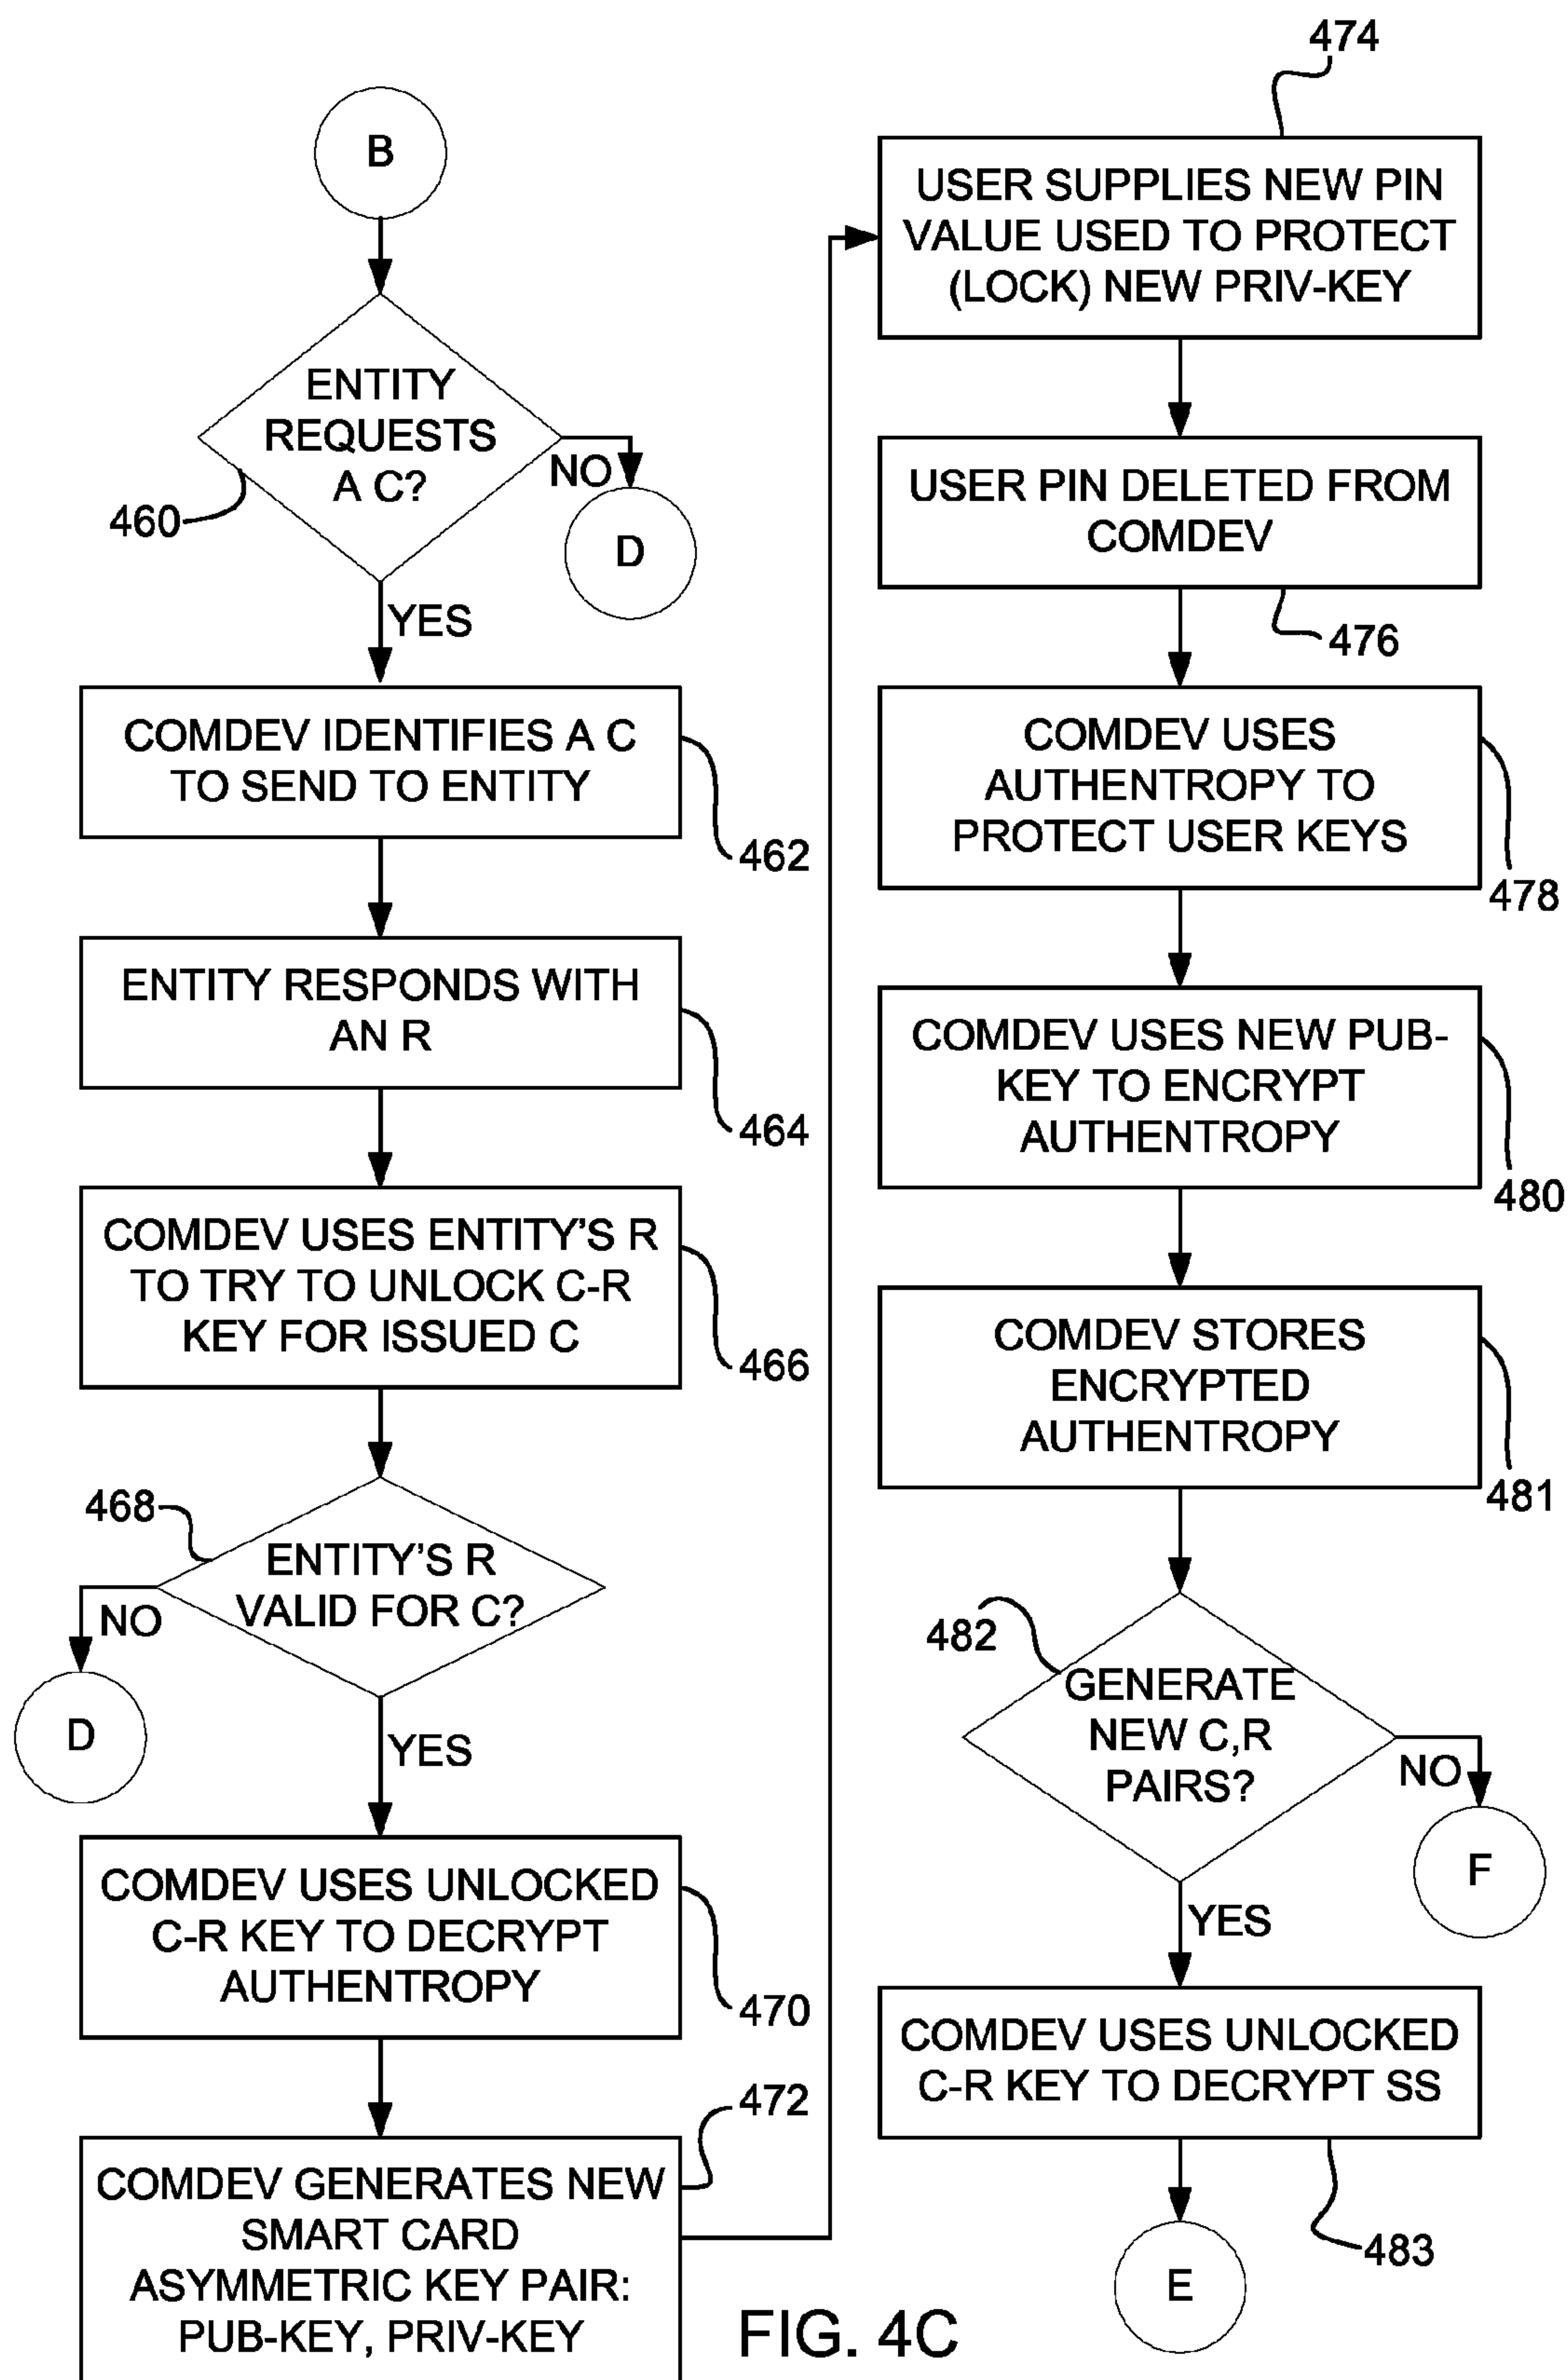 B
ENTITY
REQUESTS
A C?
460
NO
D
YES
COMDEV IDENTIFIES A C
TO SEND TO ENTITY
462
ENTITY RESPONDS WITH
AN R
464
COMDEV USES ENTITY'S R
TO TRY TO UNLOCK C-R
KEY FOR ISSUED C
466
468
ENTITY'S R
VALID FOR C?
NO
D
YES
COMDEV USES UNLOCKED
C-R KEY TO DECRYPT
AUTHENTROPY
470
472
COMDEV GENERATES NEW
SMART CARD
ASYMMETRIC KEY PAIR:
PUB-KEY, PRIV-KEY
474
USER SUPPLIES NEW PIN
VALUE USED TO PROTECT
(LOCK) NEW PRIV-KEY
USER PIN DELETED FROM
COMDEV
476
COMDEV USES
AUTHENTROPY TO
PROTECT USER KEYS
478
COMDEV USES NEW PUB-
KEY TO ENCRYPT
AUTHENTROPY
480
COMDEV STORES
ENCRYPTED
AUTHENTROPY
481
482
GENERATE
NEW C,R
PAIRS?
NO
F
YES
COMDEV USES UNLOCKED
C-R KEY TO DECRYPT SS
483
E
FIG. 4C